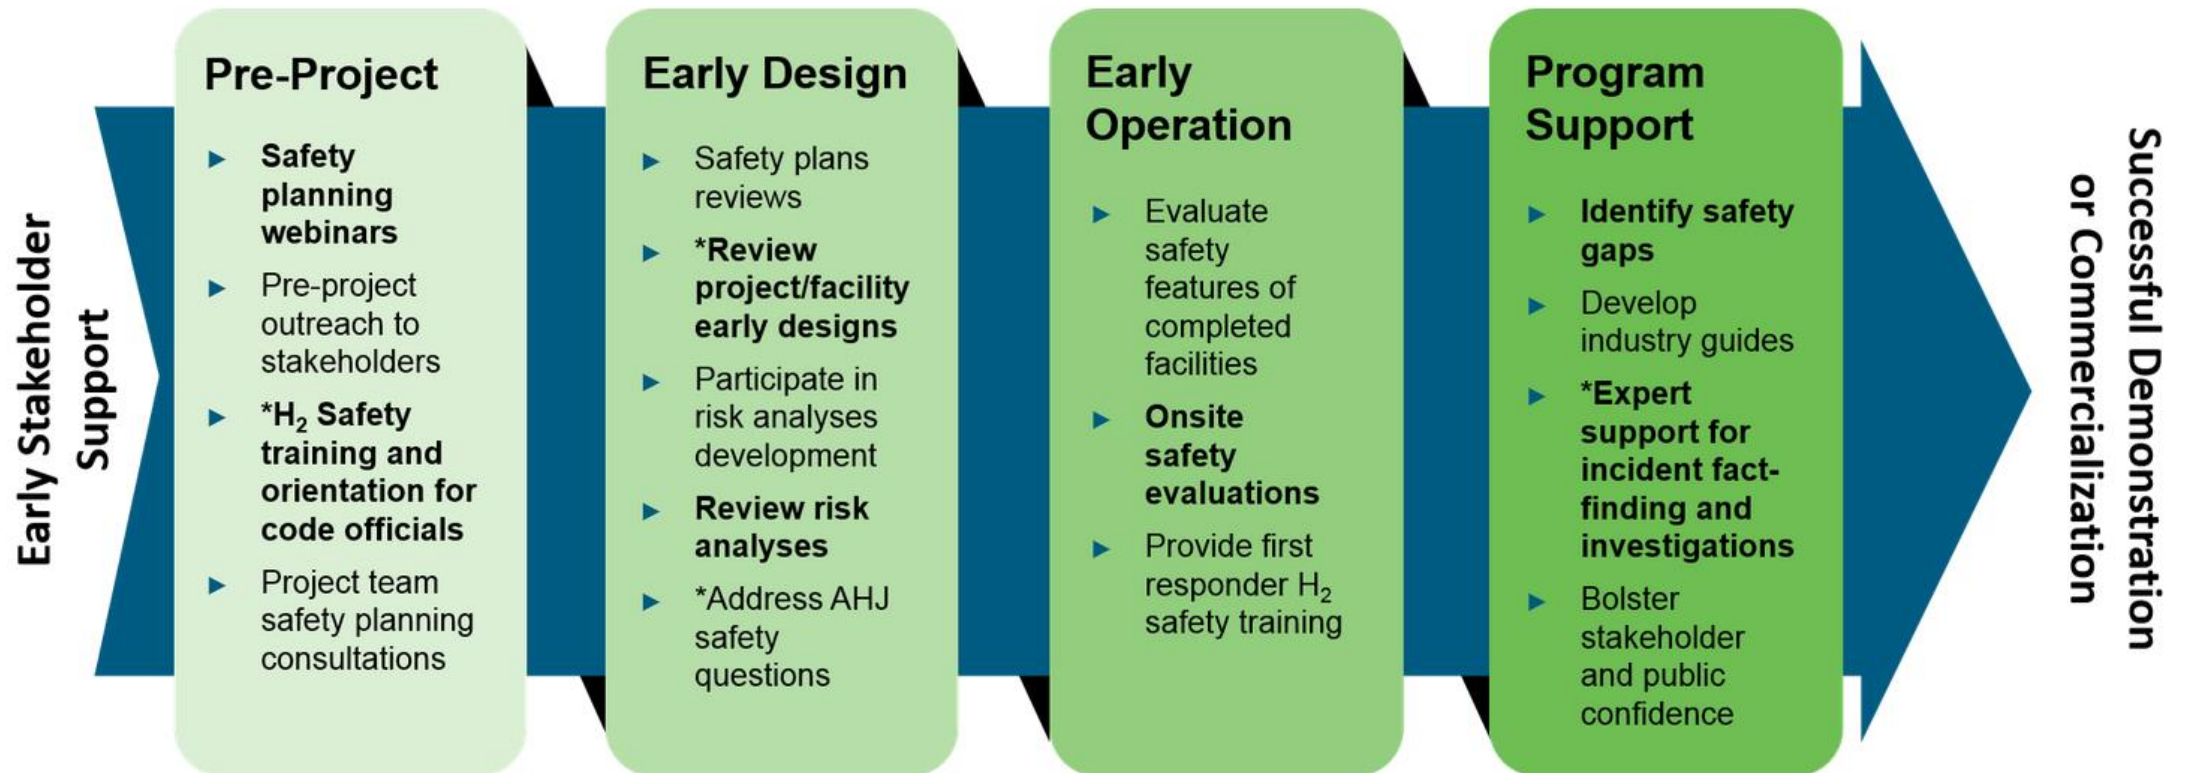 Early Stakeholder
Support
Pre-Project
Safety
planning
webinars
Pre-project
outreach to
stakeholders
*H₂ Safety
training and
orientation for
code officials
Project team
safety planning
consultations
Early Design
Safety plans
reviews
*Review
project/facility
early designs
Participate in
risk analyses
development
Review risk
analyses
*Address AHJ
safety
questions
Early
Operation
Evaluate
safety
features of
completed
facilities
Onsite
safety
evaluations
Provide first
responder H₂
safety training
Program
Support
Identify safety
gaps
Develop
industry guides
*Expert
support for
incident fact-
finding and
investigations
Bolster
stakeholder
and public
confidence
Successful Demonstration
or Commercialization